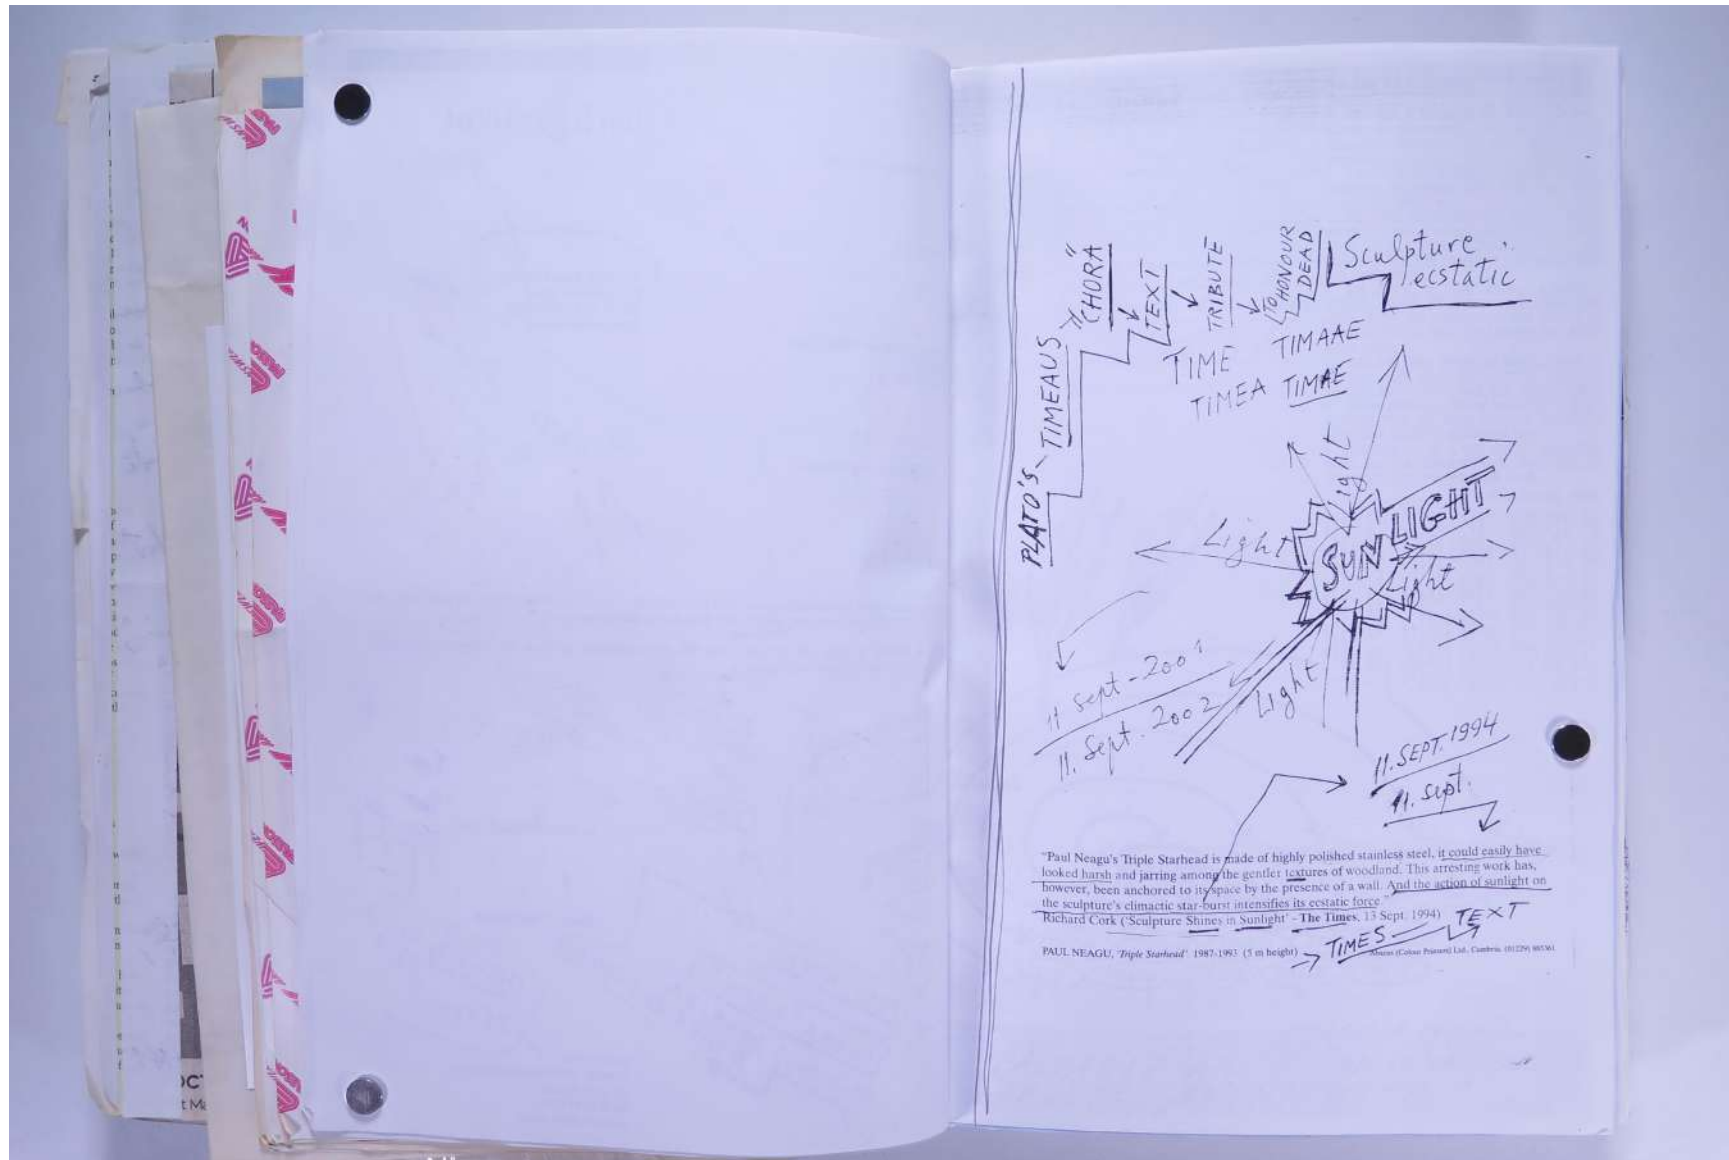 PLATO'S TIMEAUS
"CHORA"
TEXT
TRIBUTE
TO HONOUR
DEAD
Sculpture
ecstatic
TIME
TIMAAE
TIMEA TIMAE
Light
SUN LIGHT
Light
Light
Light
11 Sept - 2001
11. Sept. 2002
11. SEPT. 1994
11. Sept.
"Paul Neagu's Triple Starhead is made of highly polished stainless steel, it could easily have
looked harsh and jarring among the gentler textures of woodland. This arresting work has,
however, been anchored to its space by the presence of a wall. And the action of sunlight on
the sculpture's climactic star-burst intensifies its ecstatic force."
Richard Cork ('Sculpture Shines in Sunlight' - The Times, 13 Sept. 1994) TEXT
PAUL NEAGU, 'Triple Starhead' 1987-1993 (5 m height) TIMES
(Colour Printers) Ltd., Cumbria. (01229)